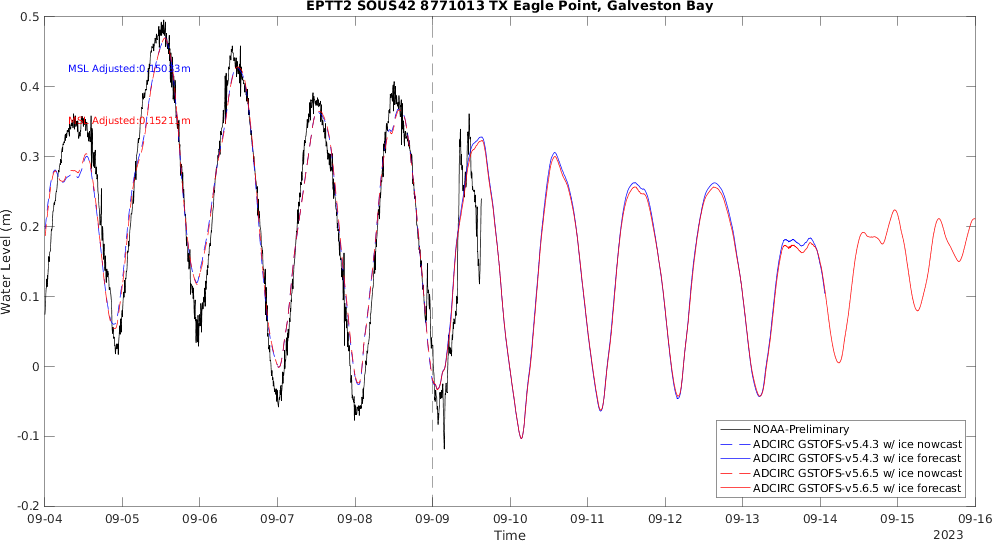 EPTT2 SOUS42 8771013 TX Eagle Point, Galveston Bay
0.5
MSL Adjusted:0.15033m
0.4
MSL Adjusted:0.15211m
0.3
0.2
0.1
0
-0.1
-0.2
Water Level (m)
NOAA-Preliminary
ADCIRC GSTOFS-v5.4.3 w/ ice nowcast
ADCIRC GSTOFS-v5.4.3 w/ ice forecast
ADCIRC GSTOFS-v5.6.5 w/ ice nowcast
ADCIRC GSTOFS-v5.6.5 w/ ice forecast
09-04 09-05 09-06 09-07 09-08 09-09 09-10 09-11 09-12 09-13 09-14 09-15 09-16
Time
2023